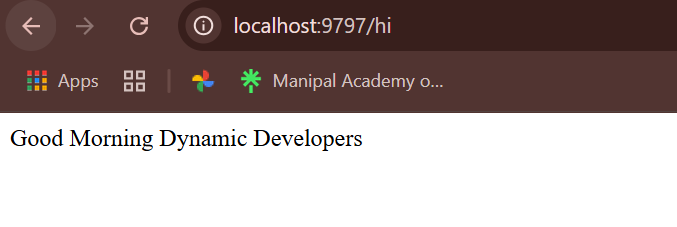 localhost:9797/hi
Apps
Manipal Academy o...
Good Morning Dynamic Developers